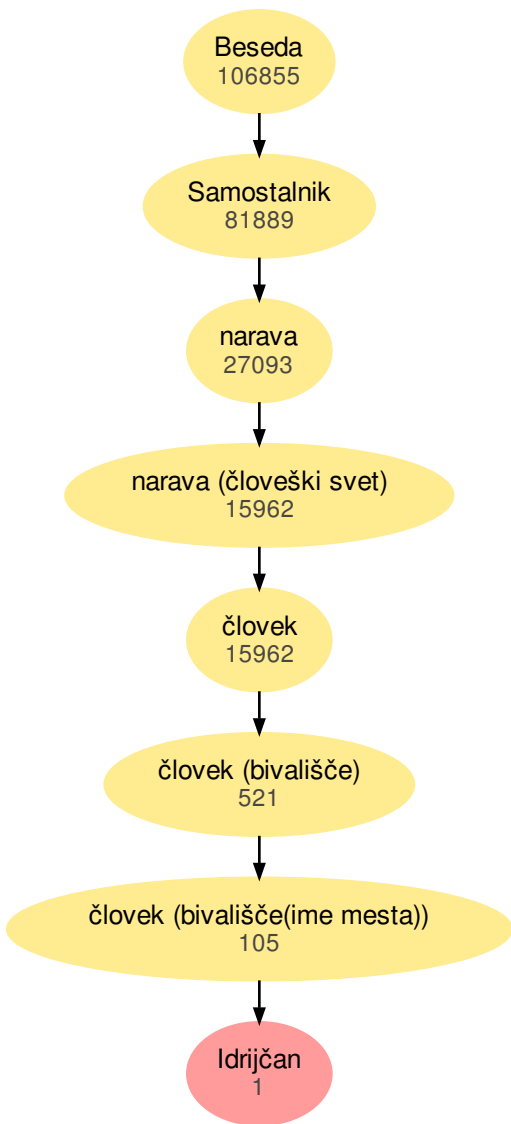 Beseda
106855
Samostalnik
81889
narava
27093
narava (človeški svet)
15962
človek
15962
človek (bivališče)
521
človek (bivališče(ime mesta))
105
Idrijčan
1